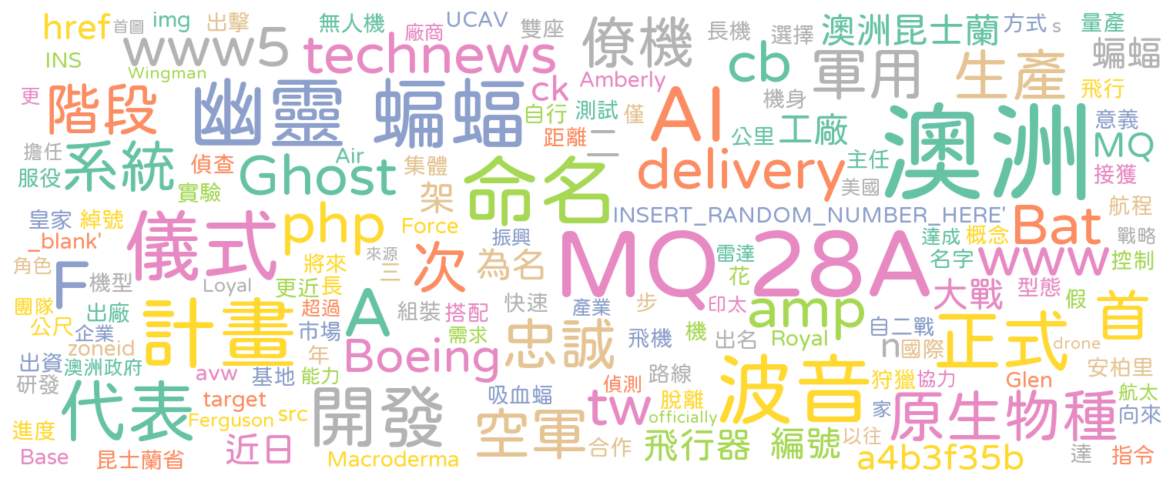 href 首圖 img 出擊 無人機 UCAV 雙座 僚機 長機 選擇 澳洲昆士蘭 方式 s 量產
INS www5 technews 廠商 cb 軍用 生產 蝙蝠
Wingman ck Amberly 機身 飛行
更 階段 幽靈 蝙蝠 自行 測試 僅 AI 公里 工廠 澳洲 意義
距離 二 MQ
擔任 系統 偵查 Air 集體 命名 delivery 主任 接獲
服役 實驗 Ghost 架 美國
皇家 綽號 儀式 php Force INSERT_RANDOM_NUMBER_HERE' Bat 航程
_blank' 振興 MQ-28A 雷達 達成 概念 戰略
角色 F 機型 將來 來源 次 為名 花 名字 www 控制
三 更近 長
團隊 出廠 Loyal 超過 A 組裝 搭配 快速 產業 步 印太 amp 大戰 型態 假 首
公尺 企業 計畫 市場 需求 忠誠 飛機 機 出名 Royal 自二戰 正式
出資 zoneid 年 Boeing n 國際 drone
澳洲政府 avw 基地 能力 波音 安柏里
研發 代表 target 開發 吸血蝠 偵測 路線 狩獵 協力 Glen 航太
src 空軍 tw 脫離 家 原生物種 向來
進度 Ferguson officially
Base 昆士蘭省 近日 Macroderma 合作 飛行器 編號 以往 a4b3f35b 達 指令